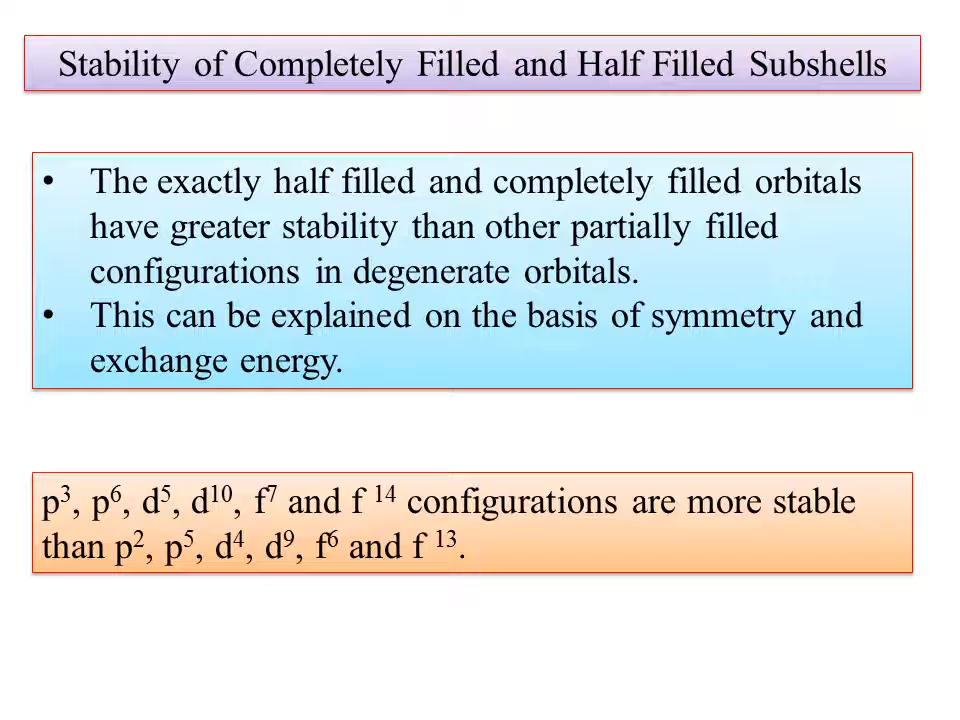 Stability of Completely Filled and Half Filled Subshells
• The exactly half filled and completely filled orbitals
have greater stability than other partially filled
configurations in degenerate orbitals.
• This can be explained on the basis of symmetry and
exchange energy.
p³, p⁶, d⁵, d¹⁰, f⁷ and f ¹⁴ configurations are more stable
than p², p⁵, d⁴, d⁹, f⁶ and f ¹³.